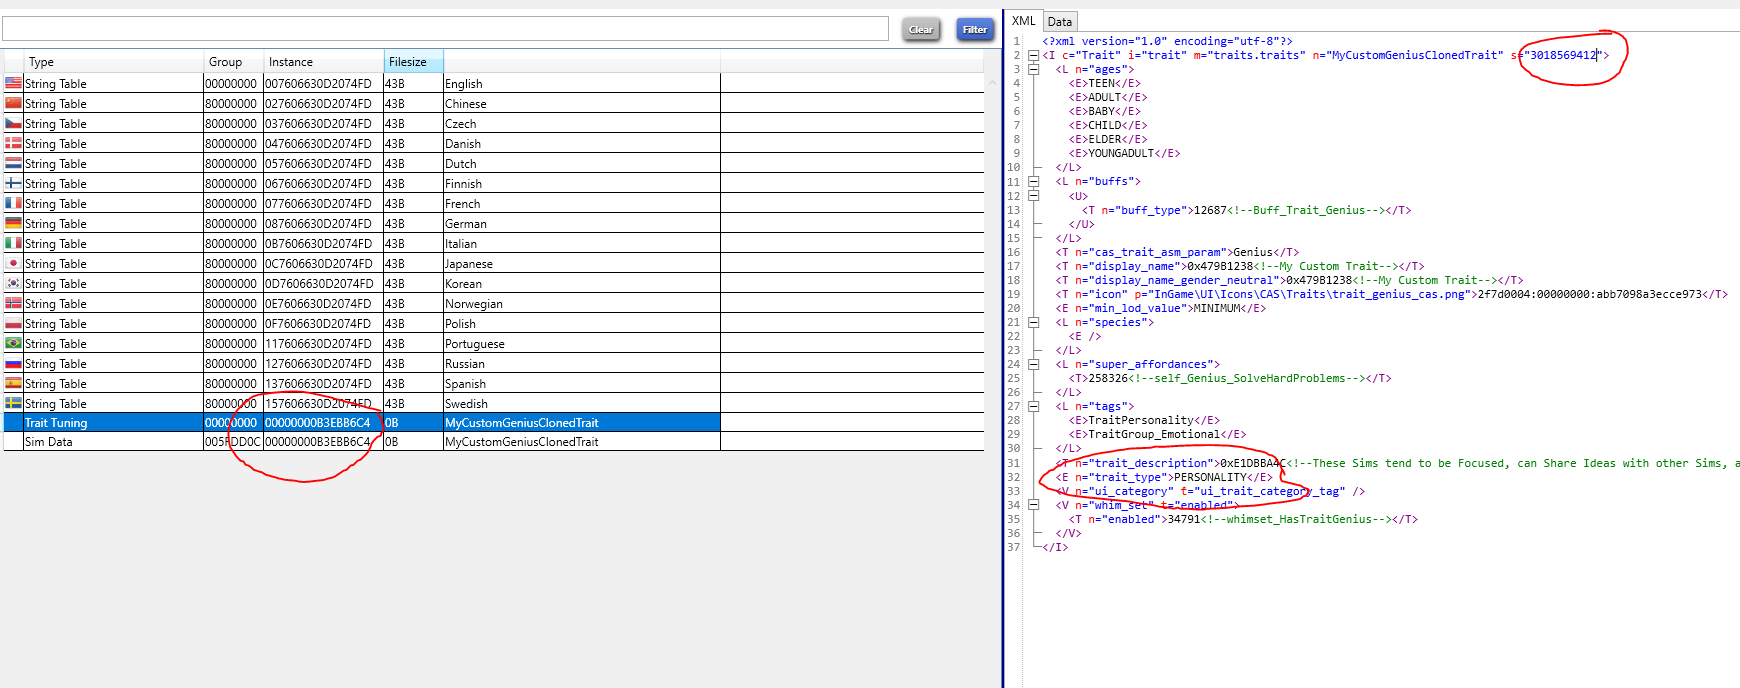 Clear Filter
Type Group Instance Filesize
String Table 00000000 007606630D2074FD 43B English
String Table 80000000 027606630D2074FD 43B Chinese
String Table 80000000 037606630D2074FD 43B Czech
String Table 80000000 047606630D2074FD 43B Danish
String Table 80000000 057606630D2074FD 43B Dutch
String Table 80000000 067606630D2074FD 43B Finnish
String Table 80000000 077606630D2074FD 43B French
String Table 80000000 087606630D2074FD 43B German
String Table 80000000 0B7606630D2074FD 43B Italian
String Table 80000000 0C7606630D2074FD 43B Japanese
String Table 80000000 0D7606630D2074FD 43B Korean
String Table 80000000 0E7606630D2074FD 43B Norwegian
String Table 80000000 0F7606630D2074FD 43B Polish
String Table 80000000 117606630D2074FD 43B Portuguese
String Table 80000000 127606630D2074FD 43B Russian
String Table 80000000 137606630D2074FD 43B Spanish
String Table 80000000 157606630D2074FD 43B Swedish
Trait Tuning 00000000 00000000B3EBB6C4 0B MyCustomGeniusClonedTrait
Sim Data 005FDD0C 00000000B3EBB6C4 0B MyCustomGeniusClonedTrait
XML Data
1 <?xml version="1.0" encoding="utf-8"?>
2 <I c="Trait" i="trait" m="traits.traits" n="MyCustomGeniusClonedTrait" s="3018569412">
3 <L n="ages">
4 <E>TEEN</E>
5 <E>ADULT</E>
6 <E>BABY</E>
7 <E>CHILD</E>
8 <E>ELDER</E>
9 <E>YOUNGADULT</E>
10 </L>
11 <L n="buffs">
12 <U>
13 <T n="buff_type">12687<!--Buff_Trait_Genius--></T>
14 </U>
15 </L>
16 <T n="cas_trait_asm_param">Genius</T>
17 <T n="display_name">0x479B1238<!--My Custom Trait--></T>
18 <T n="display_name_gender_neutral">0x479B1238<!--My Custom Trait--></T>
19 <T n="icon" p="InGame\UI\Icons\CAS\Traits\trait_genius_cas.png">2f7d0004:00000000:abb7098a3ecce973</T>
20 <E n="min_lod_value">MINIMUM</E>
21 <L n="species">
22 <E />
23 </L>
24 <L n="super_affordances">
25 <T>258326<!--self_Genius_SolveHardProblems--></T>
26 </L>
27 <L n="tags">
28 <E>TraitPersonality</E>
29 <E>TraitGroup_Emotional</E>
30 </L>
31 <T n="trait_description">0xE1DBBA4C<!--These Sims tend to be Focused, can Share Ideas with other Sims, a
32 <E n="trait_type">PERSONALITY</E>
33 <V n="ui_category" t="ui_trait_category_tag" />
34 <V n="whim_set" t="enabled">
35 <T n="enabled">34791<!--whimset_HasTraitGenius--></T>
36 </V>
37 </I>